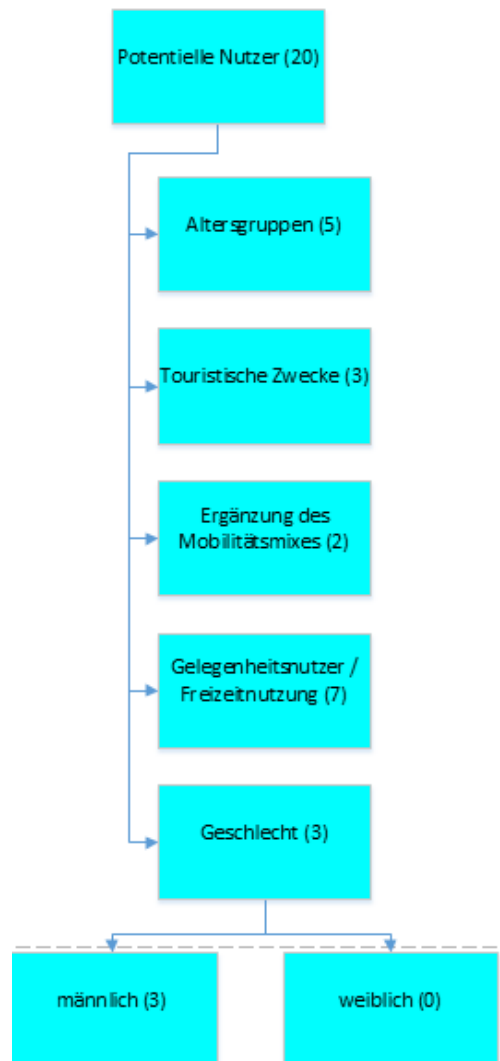 Potentielle Nutzer (20)
Altersgruppen (5)
Touristische Zwecke (3)
Ergänzung des
Mobilitätsmixes (2)
Gelegenheitsnutzer /
Freizeitnutzung (7)
Geschlecht (3)
männlich (3)
weiblich (0)